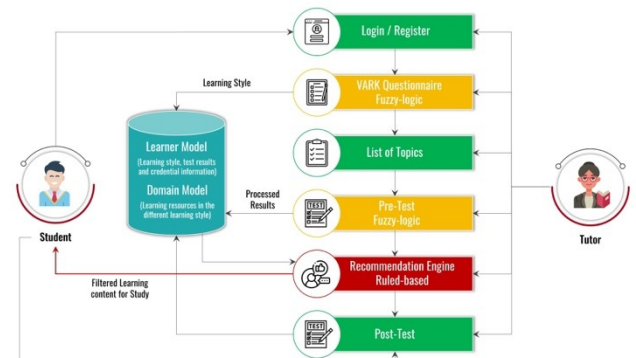 Login / Register
Learning Style
VARK Questionnaire
Fuzzy-logic
Learner Model
(Learning style, test results
and credential information)
Domain Model
(Learning resources in the
different learning style)
List of Topics
Processed
Results
TEST
Pre-Test
Fuzzy-logic
Student
Tutor
Filtered Learning
content for Study
Recommendation Engine
Ruled-based
TEST
Post-Test